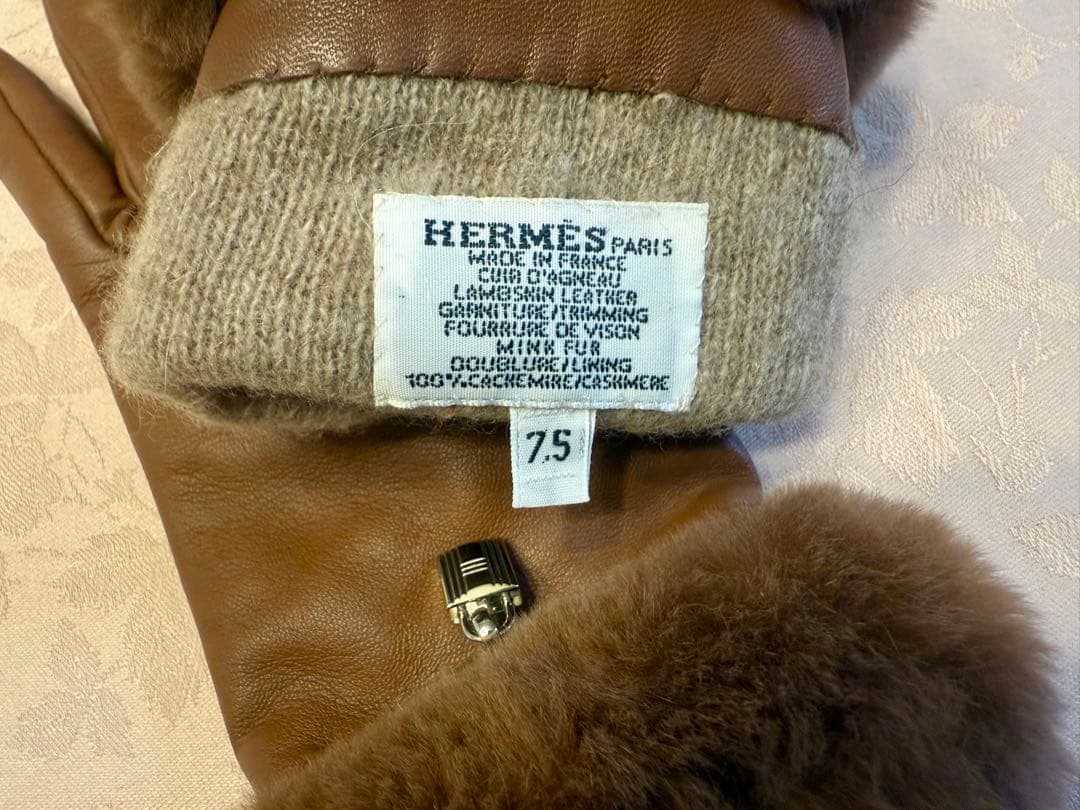 HERMÈS PARIS
MADE IN FRANCE
CUIR D'AGNEAU
LAMBSKIN LEATHER
GARNITURE/TRIMMING
FOURRURE DE VISON
MINK FUR
DOUBLURE/LINING
100% CACHEMIRE/CASHMERE
7,5